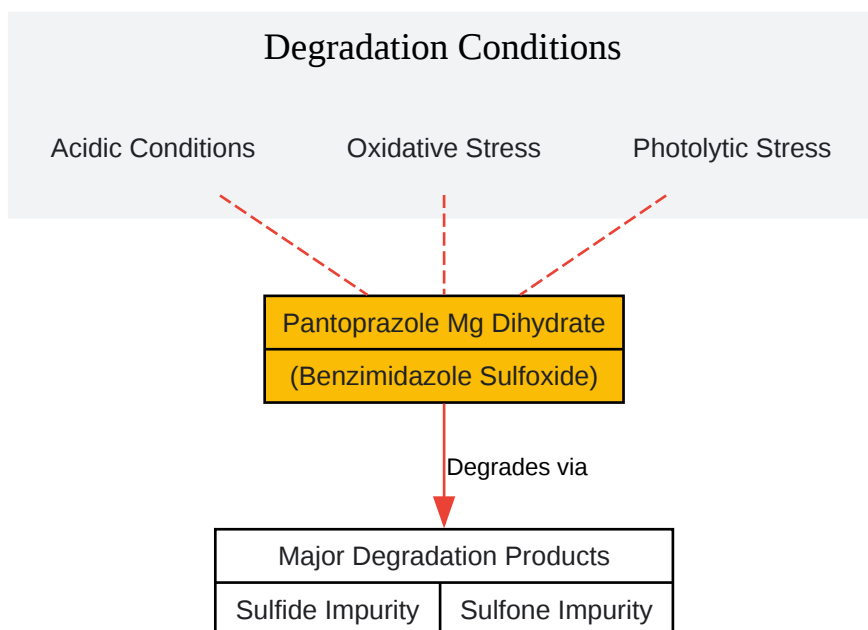 Degradation Conditions
Acidic Conditions Oxidative Stress Photolytic Stress
Pantoprazole Mg Dihydrate
(Benzimidazole Sulfoxide)
Degrades via
Major Degradation Products
Sulfide Impurity Sulfone Impurity